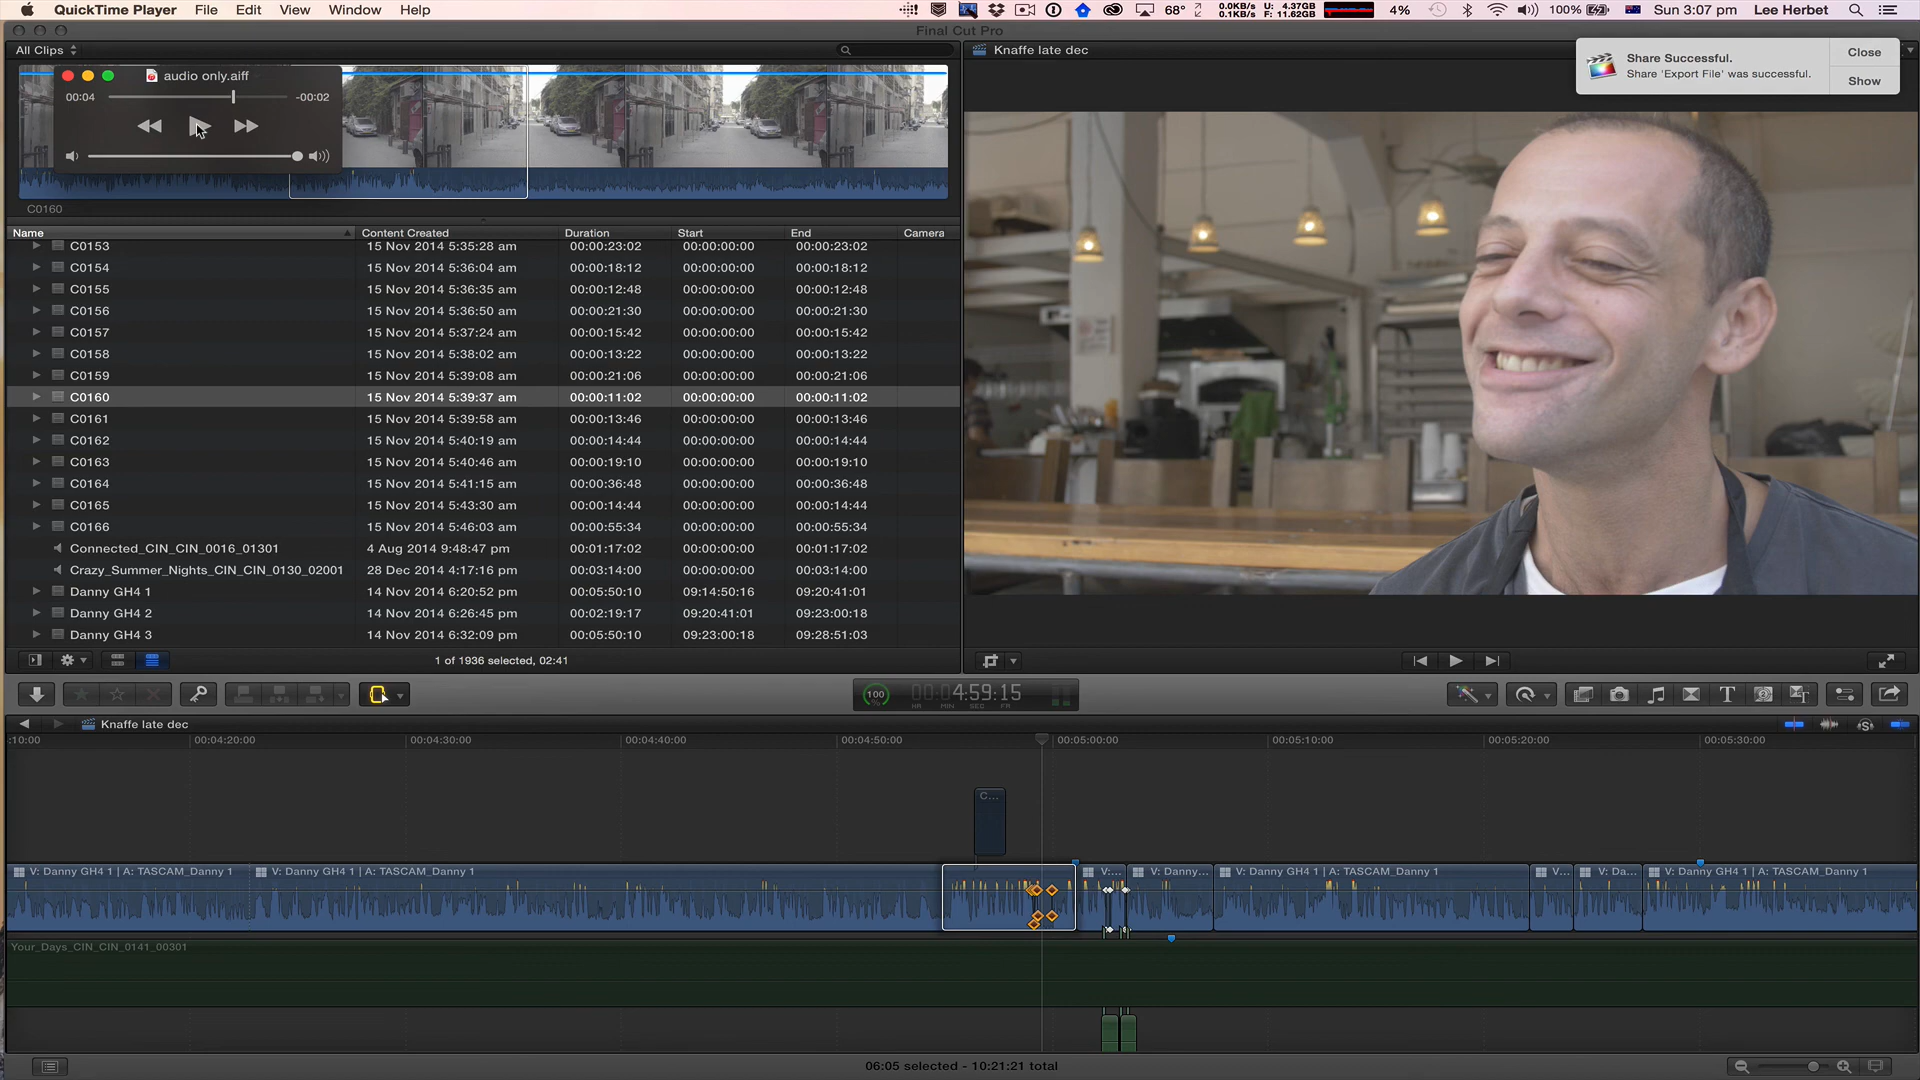 QuickTime Player File Edit View Window Help
68° 0.0KB/s 0.1KB/s U: 4.37GB F: 11.62GB 4% 100% Sun 3:07 pm Lee Herbet
Final Cut Pro
All Clips
Knaffe late dec
Share Successful.
Share 'Export File' was successful.
Close
Show
audio only.aiff
00:04 -00:02
C0160
Name Content Created Duration Start End Camera
C0153 15 Nov 2014 5:35:28 am 00:00:23:02 00:00:00:00 00:00:23:02
C0154 15 Nov 2014 5:36:04 am 00:00:18:12 00:00:00:00 00:00:18:12
C0155 15 Nov 2014 5:36:35 am 00:00:12:48 00:00:00:00 00:00:12:48
C0156 15 Nov 2014 5:36:50 am 00:00:21:30 00:00:00:00 00:00:21:30
C0157 15 Nov 2014 5:37:24 am 00:00:15:42 00:00:00:00 00:00:15:42
C0158 15 Nov 2014 5:38:02 am 00:00:13:22 00:00:00:00 00:00:13:22
C0159 15 Nov 2014 5:39:08 am 00:00:21:06 00:00:00:00 00:00:21:06
C0160 15 Nov 2014 5:39:37 am 00:00:11:02 00:00:00:00 00:00:11:02
C0161 15 Nov 2014 5:39:58 am 00:00:13:46 00:00:00:00 00:00:13:46
C0162 15 Nov 2014 5:40:19 am 00:00:14:44 00:00:00:00 00:00:14:44
C0163 15 Nov 2014 5:40:46 am 00:00:19:10 00:00:00:00 00:00:19:10
C0164 15 Nov 2014 5:41:15 am 00:00:36:48 00:00:00:00 00:00:36:48
C0165 15 Nov 2014 5:43:30 am 00:00:14:44 00:00:00:00 00:00:14:44
C0166 15 Nov 2014 5:46:03 am 00:00:55:34 00:00:00:00 00:00:55:34
Connected_CIN_CIN_0016_01301 4 Aug 2014 9:48:47 pm 00:01:17:02 00:00:00:00 00:01:17:02
Crazy_Summer_Nights_CIN_CIN_0130_02001 28 Dec 2014 4:17:16 pm 00:03:14:00 00:00:00:00 00:03:14:00
Danny GH4 1 14 Nov 2014 6:20:52 pm 00:05:50:10 09:14:50:16 09:20:41:01
Danny GH4 2 14 Nov 2014 6:26:45 pm 00:02:19:17 09:20:41:01 09:23:00:18
Danny GH4 3 14 Nov 2014 6:32:09 pm 00:05:50:10 09:23:00:18 09:28:51:03
1 of 1936 selected, 02:41
100 00:04:59:15
HR MIN SEC FR
Knaffe late dec
:10:00 00:04:20:00 00:04:30:00 00:04:40:00 00:04:50:00 00:05:00:00 00:05:10:00 00:05:20:00 00:05:30:00
C...
V: Danny GH4 1 | A: TASCAM_Danny 1 V: Danny GH4 1 | A: TASCAM_Danny 1 V:... V: Danny... V: Danny GH4 1 | A: TASCAM_Danny 1 V... V: Da... V: Danny GH4 1 | A: TASCAM_Danny 1
Your_Days_CIN_CIN_0141_00301
06:05 selected - 10:21:21 total